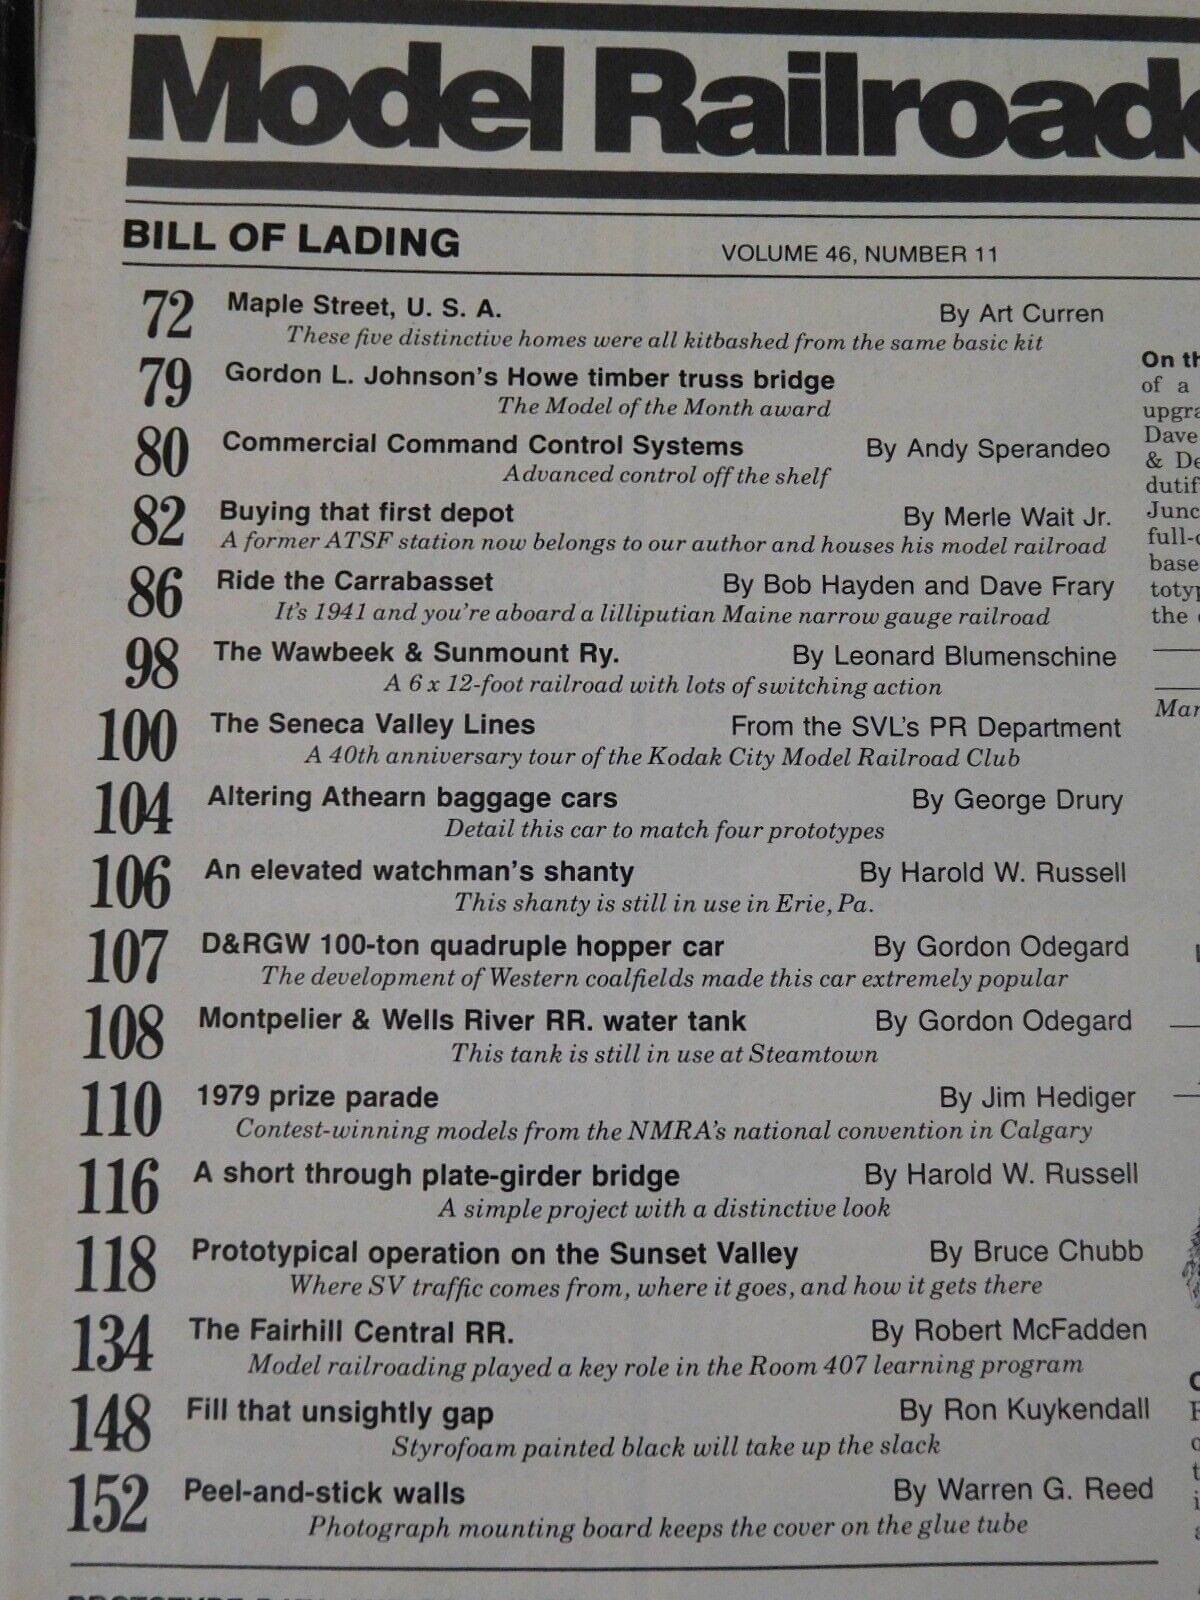 Model Railroade
BILL OF LADING
VOLUME 46, NUMBER 11
72 Maple Street, U. S. A. By Art Curren
These five distinctive homes were all kitbashed from the same basic kit
79 Gordon L. Johnson's Howe timber truss bridge
The Model of the Month award
80 Commercial Command Control Systems By Andy Sperandeo
Advanced control off the shelf
82 Buying that first depot By Merle Wait Jr.
A former ATSF station now belongs to our author and houses his model railroad
86 Ride the Carrabasset By Bob Hayden and Dave Frary
It's 1941 and you're aboard a lilliputian Maine narrow gauge railroad
98 The Wawbeek & Sunmount Ry. By Leonard Blumenschine
A 6 x 12-foot railroad with lots of switching action
100 The Seneca Valley Lines From the SVL's PR Department
A 40th anniversary tour of the Kodak City Model Railroad Club
104 Altering Athearn baggage cars By George Drury
Detail this car to match four prototypes
106 An elevated watchman's shanty By Harold W. Russell
This shanty is still in use in Erie, Pa.
107 D&RGW 100-ton quadruple hopper car By Gordon Odegard
The development of Western coalfields made this car extremely popular
108 Montpelier & Wells River RR. water tank By Gordon Odegard
This tank is still in use at Steamtown
110 1979 prize parade By Jim Hediger
Contest-winning models from the NMRA's national convention in Calgary
116 A short through plate-girder bridge By Harold W. Russell
A simple project with a distinctive look
118 Prototypical operation on the Sunset Valley By Bruce Chubb
Where SV traffic comes from, where it goes, and how it gets there
134 The Fairhill Central RR. By Robert McFadden
Model railroading played a key role in the Room 407 learning program
148 Fill that unsightly gap By Ron Kuykendall
Styrofoam painted black will take up the slack
152 Peel-and-stick walls By Warren G. Reed
Photograph mounting board keeps the cover on the glue tube
On th
of a
upgra
Dave
& De
dutif
Junc
full-
base
totyp
the
Mar